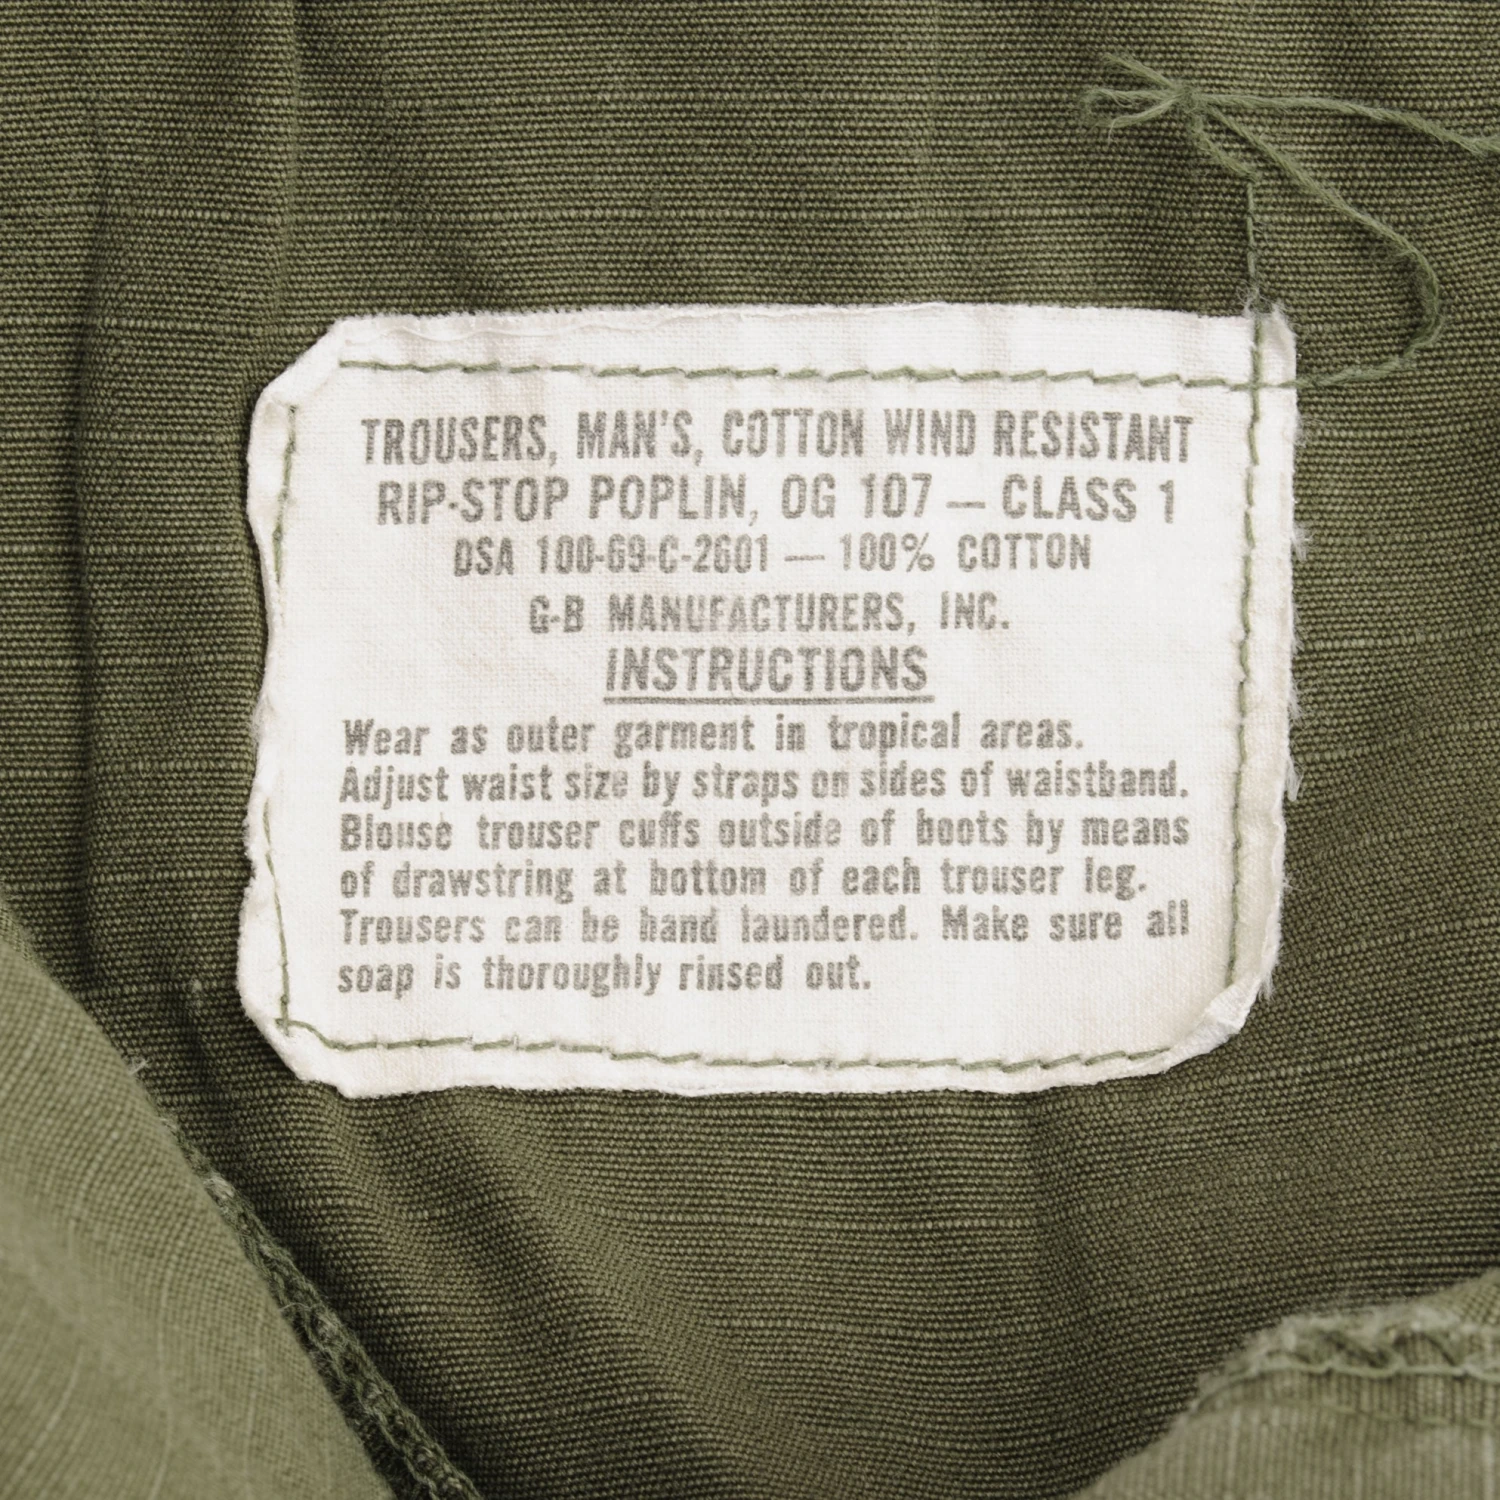 TROUSERS, MAN'S, COTTON WIND RESISTANT
RIP-STOP POPLIN, OG 107 — CLASS 1
DSA 100-69-C-2601 — 100% COTTON
G-B MANUFACTURERS, INC.
INSTRUCTIONS
Wear as outer garment in tropical areas.
Adjust waist size by straps on sides of waistband.
Blouse trouser cuffs outside of boots by means
of drawstring at bottom of each trouser leg.
Trousers can be hand laundered. Make sure all
soap is thoroughly rinsed out.